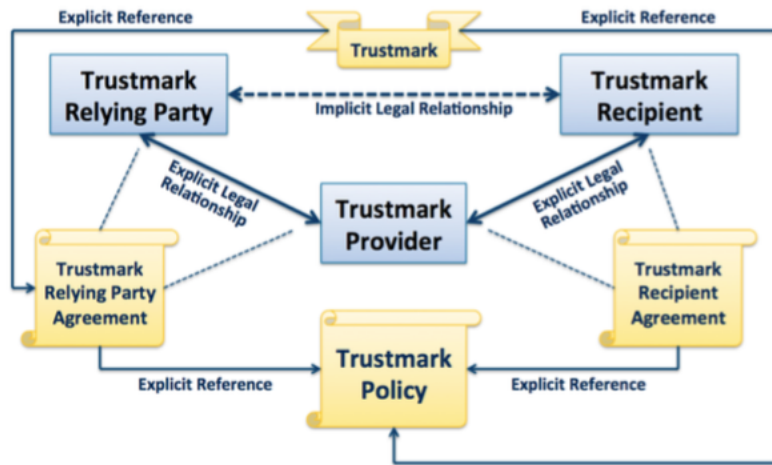 Explicit Reference
Explicit Reference
Trustmark
Trustmark
Relying Party
Trustmark
Recipient
Implicit Legal Relationship
Explicit Legal
Relationship
Explicit Legal
Relationship
Trustmark
Provider
Trustmark
Relying Party
Agreement
Trustmark
Recipient
Agreement
Trustmark
Policy
Explicit Reference
Explicit Reference